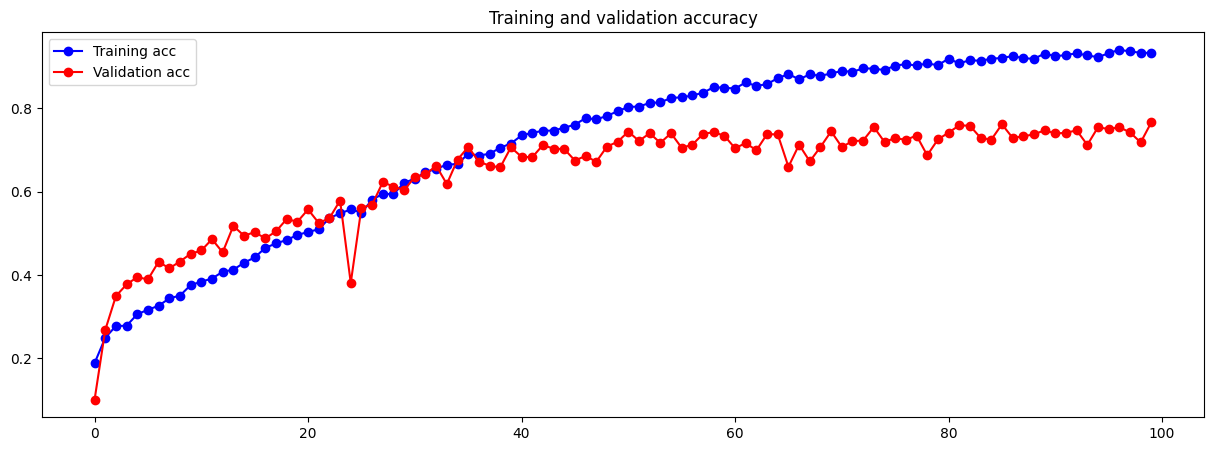 Training and validation accuracy
Training acc
Validation acc
0.8
0.6
0.4
0.2
0 20 40 60 80 100